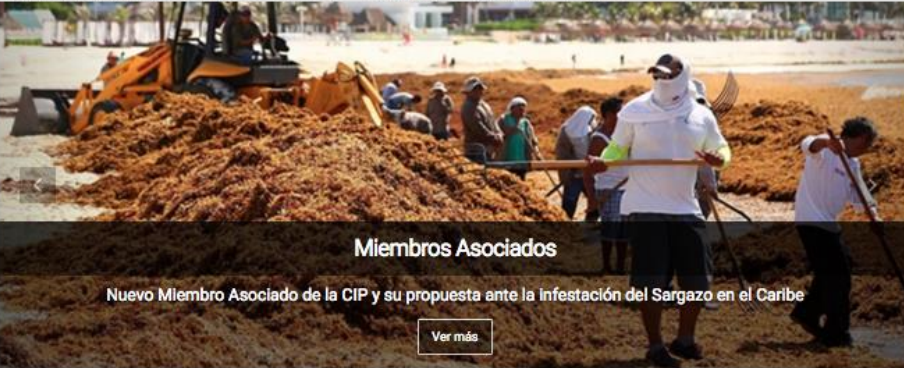 Miembros Asociados
Nuevo Miembro Asociado de la CIP y su propuesta ante la infestación del Sargazo en el Caribe
Ver más